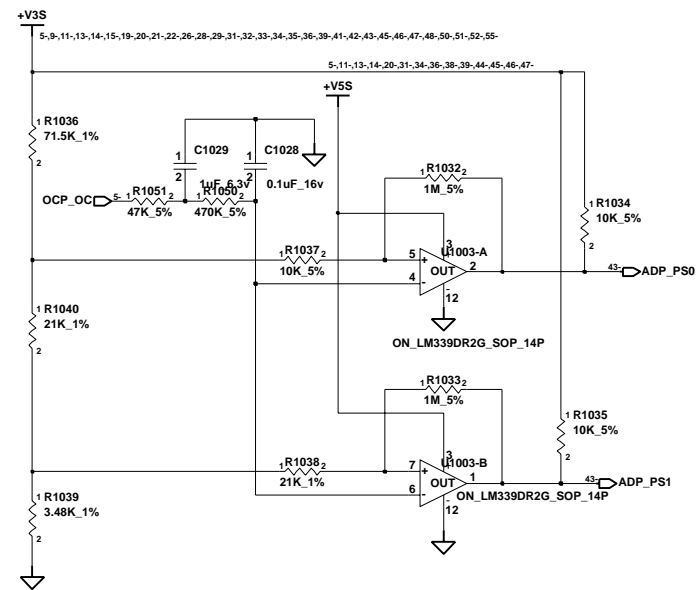 +V3S
5-,9-,11-,13-,14-,15-,19-,20-,21-,22-,26-,28-,29-,31-,32-,33-,34-,35-,36-,39-,41-,42-,43-,45-,46-,47-,48-,50-,51-,52-,55-
5-,11-,13-,14-,20-,31-,34-,36-,38-,39-,44-,45-,46-,47-
+V5S
1 R1036
71.5K_1%
2
1 C1029
2
1uF_6.3v
1 C1028
2
0.1uF_16v
OCP_OC 5- 1 R1051 2
47K_5%
R1050 2
470K_5%
1 R1032 2
1M_5%
1 R1034
10K_5%
2
1 R1037 2
10K_5%
3
U1003-A
5 +
OUT 2
4 -
-
12
43- ADP_PS0
ON_LM339DR2G_SOP_14P
1 R1040
21K_1%
2
1 R1033 2
1M_5%
1 R1035
10K_5%
2
1 R1038 2
21K_1%
3
U1003-B
7 +
OUT 1
6 -
-
12
43- ADP_PS1
ON_LM339DR2G_SOP_14P
1 R1039
3.48K_1%
2